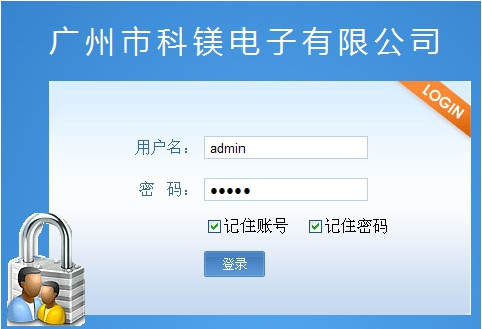 广州市科镁电子有限公司
LOGIN
用户名： admin
密 码： •••••
记住账号 记住密码
登录